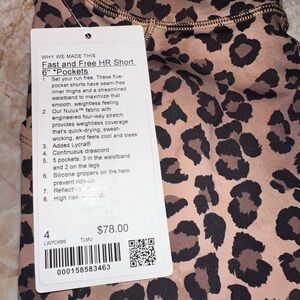 WHY WE MADE THIS
Fast and Free HR Short
6" *Pockets
1. Set your run free. These five-
pocket shorts have seam-free
inner thighs and a streamlined
waistband to maximize that
smooth, weightless feeling
2. Our Nulux™ fabric with
engineered four-way stretch
provides weightless coverage
that's quick-drying, sweat-
wicking, and feels cool and sleek
3. Added Lycra®
4. Continuous drawcord
5. 5 pockets: 3 in the waistband
and 2 on the legs
6. Silicone grippers on the hem
prevent ride-up
7. Reflective
8. High rise,
4 $78.00
LW7CX9S TLMU
000158583463